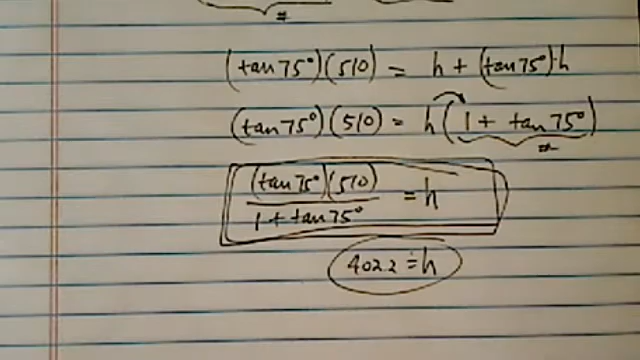 #
(tan 75°)(510) = h + (tan 75°)·h
(tan 75°)(510) = h(1 + tan 75°)
#
(tan 75°)(510)
1 + tan 75°
= h
402.2 ≐ h